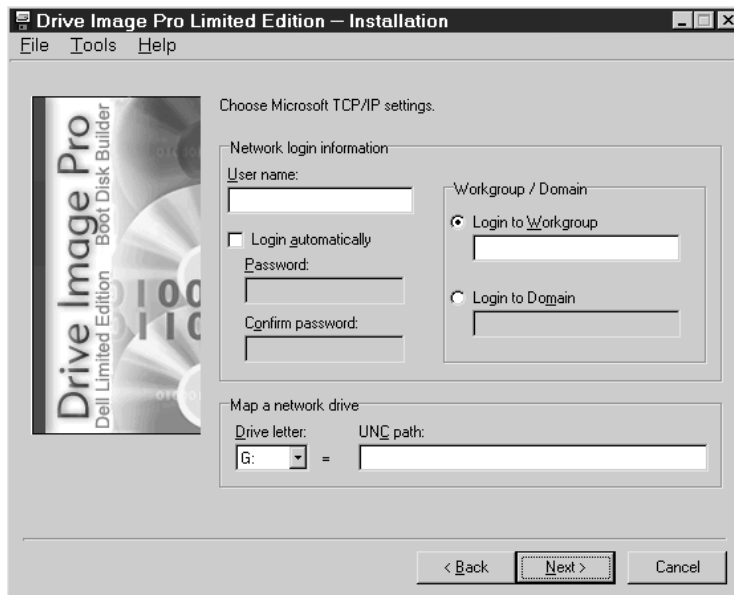 Drive Image Pro Limited Edition – Installation
File Tools Help
Drive Image Pro
Dell Limited Edition Boot Disk Builder
0100
0110
Choose Microsoft TCP/IP settings.
Network login information
User name:
Login automatically
Password:
Confirm password:
Workgroup / Domain
Login to Workgroup
Login to Domain
Map a network drive
Drive letter:
UNC path:
G:
=
< Back
Next >
Cancel